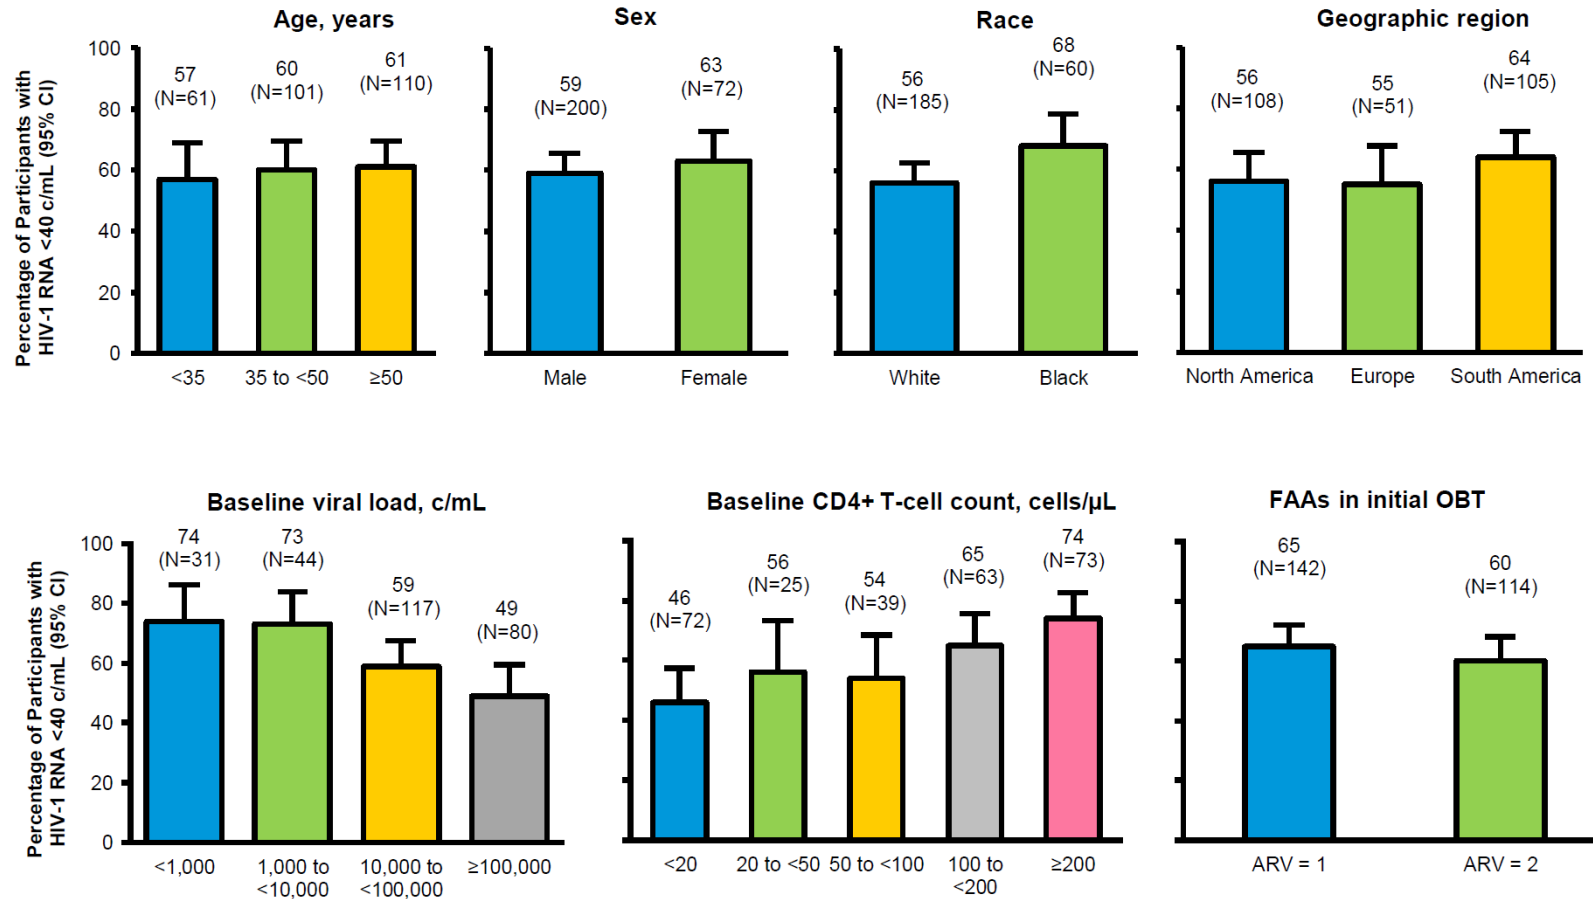 Age, years
Sex
Race
Geographic region
Percentage of Participants with
HIV-1 RNA <40 c/mL (95% CI)
100
80
60
40
20
0
57
(N=61)
60
(N=101)
61
(N=110)
<35
35 to <50
≥50
59
(N=200)
63
(N=72)
Male
Female
56
(N=185)
68
(N=60)
White
Black
56
(N=108)
55
(N=51)
64
(N=105)
North America
Europe
South America
Baseline viral load, c/mL
Baseline CD4+ T-cell count, cells/µL
FAAs in initial OBT
Percentage of Participants with
HIV-1 RNA <40 c/mL (95% CI)
100
80
60
40
20
0
74
(N=31)
73
(N=44)
59
(N=117)
49
(N=80)
<1,000
1,000 to
<10,000
10,000 to
<100,000
≥100,000
46
(N=72)
56
(N=25)
54
(N=39)
65
(N=63)
74
(N=73)
<20
20 to <50
50 to <100
100 to
<200
≥200
65
(N=142)
60
(N=114)
ARV = 1
ARV = 2